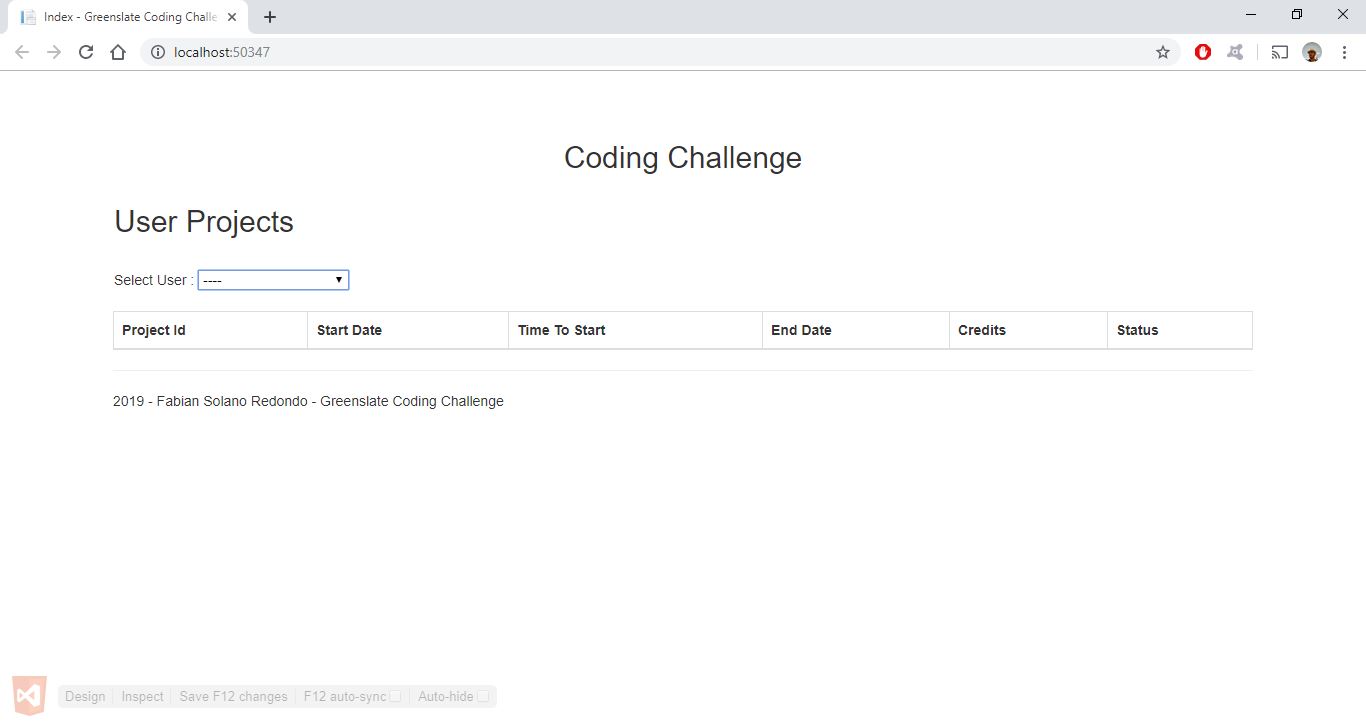 Index - Greenslate Coding Challe
localhost:50347
Coding Challenge
User Projects
Select User : ----
Project Id Start Date Time To Start End Date Credits Status
2019 - Fabian Solano Redondo - Greenslate Coding Challenge
Design Inspect Save F12 changes F12 auto-sync Auto-hide